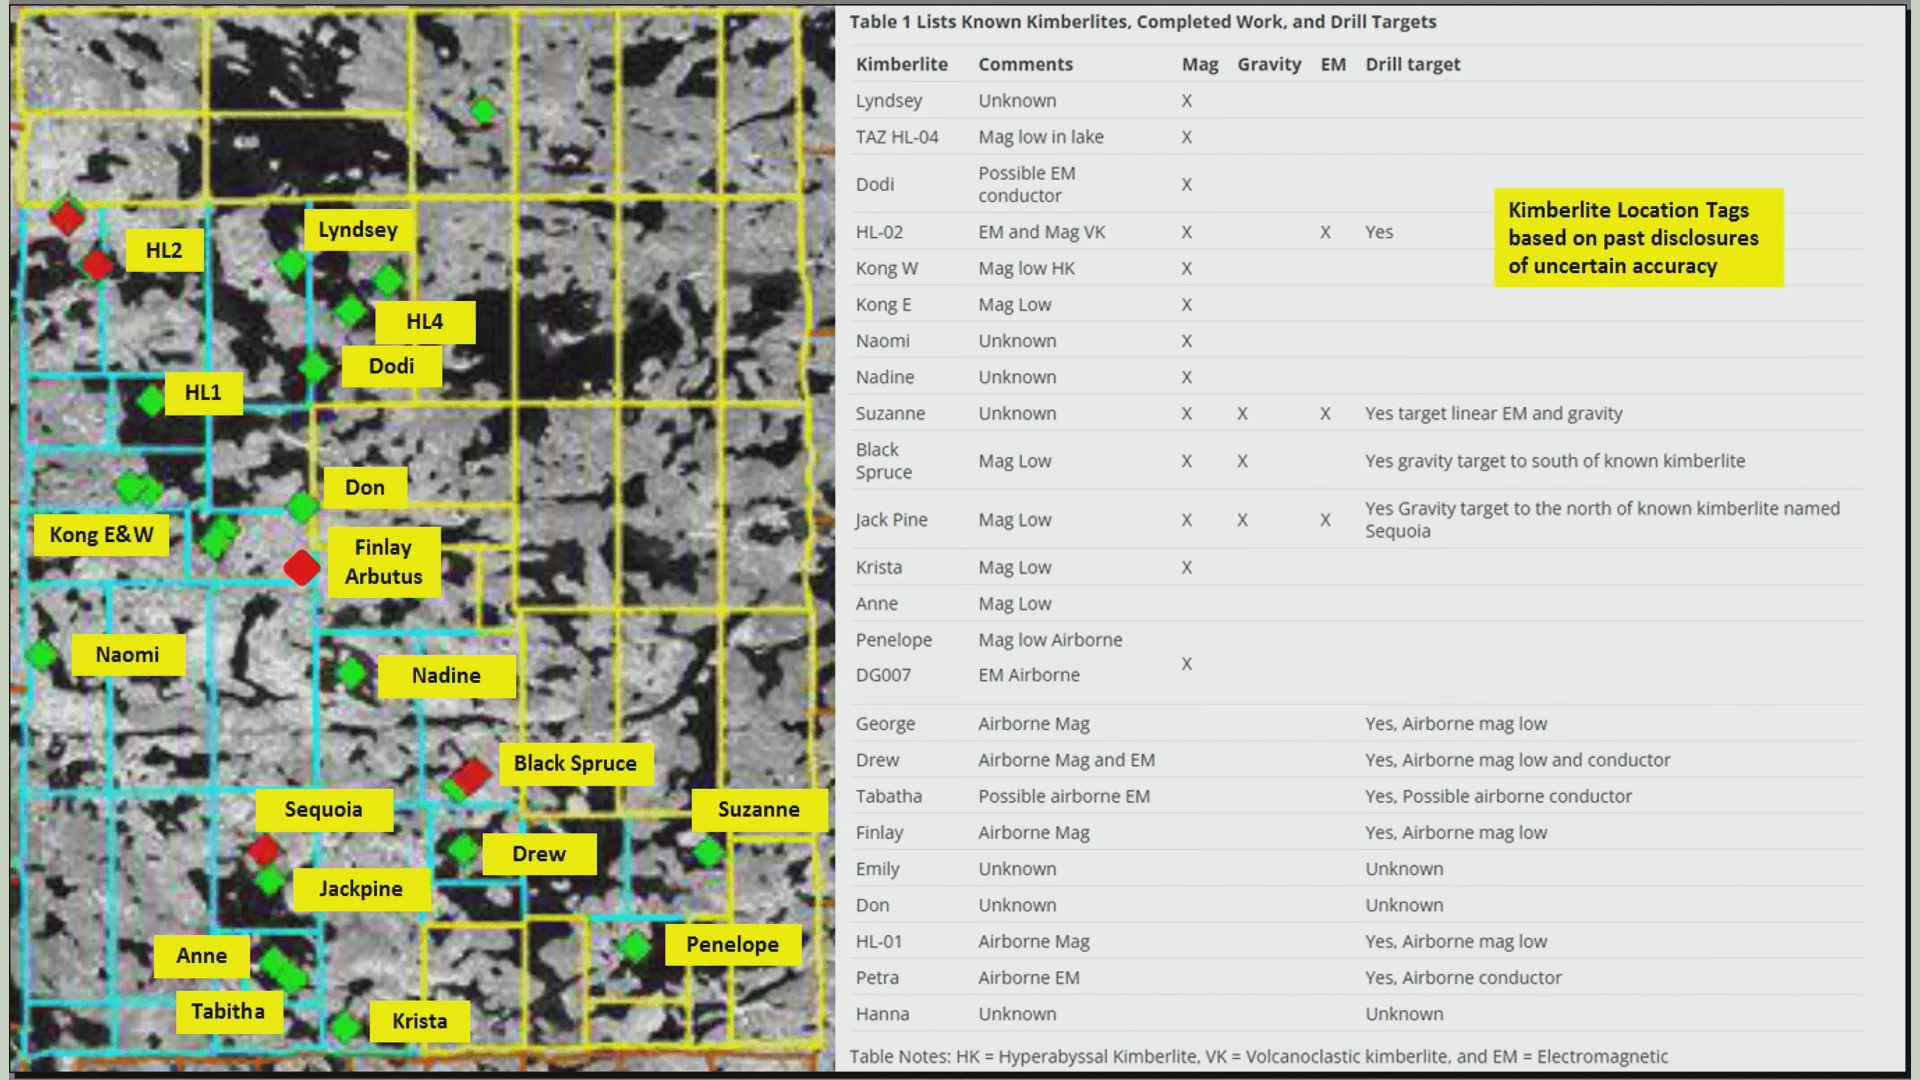 Lyndsey
HL2
HL4
Dodi
HL1
Don
Kong E&W
Finlay
Arbutus
Naomi
Nadine
Black Spruce
Sequoia
Suzanne
Drew
Jackpine
Anne
Penelope
Tabitha
Krista
Table 1 Lists Known Kimberlites, Completed Work, and Drill Targets
Kimberlite Comments Mag Gravity EM Drill target
Lyndsey Unknown X
TAZ HL-04 Mag low in lake X
Dodi Possible EM conductor X
HL-02 EM and Mag VK X X Yes
Kong W Mag low HK X
Kong E Mag Low X
Naomi Unknown X
Nadine Unknown X
Suzanne Unknown X X X Yes target linear EM and gravity
Black Spruce Mag Low X X Yes gravity target to south of known kimberlite
Jack Pine Mag Low X X X Yes Gravity target to the north of known kimberlite named Sequoia
Krista Mag Low X
Anne Mag Low
Penelope Mag low Airborne
X
DG007 EM Airborne
George Airborne Mag Yes, Airborne mag low
Drew Airborne Mag and EM Yes, Airborne mag low and conductor
Tabatha Possible airborne EM Yes, Possible airborne conductor
Finlay Airborne Mag Yes, Airborne mag low
Emily Unknown Unknown
Don Unknown Unknown
HL-01 Airborne Mag Yes, Airborne mag low
Petra Airborne EM Yes, Airborne conductor
Hanna Unknown Unknown
Table Notes: HK = Hyperabyssal Kimberlite, VK = Volcanoclastic kimberlite, and EM = Electromagnetic
Kimberlite Location Tags
based on past disclosures
of uncertain accuracy